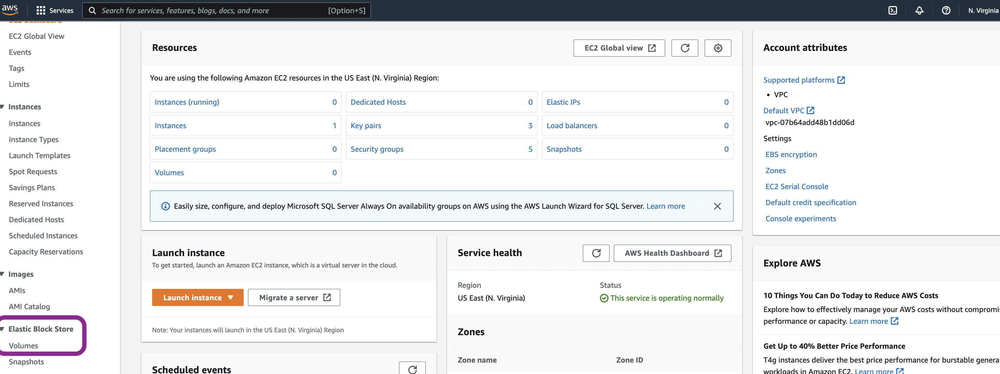 aws
Services
Search for services, features, blogs, docs, and more
[Option+S]
N. Virginia
EC2 Dashboard
EC2 Global View
Events
Tags
Limits
Instances
Instances
Instance Types
Launch Templates
Spot Requests
Savings Plans
Reserved Instances
Dedicated Hosts
Scheduled Instances
Capacity Reservations
Images
AMIs
AMI Catalog
Elastic Block Store
Volumes
Snapshots
Resources
EC2 Global view
You are using the following Amazon EC2 resources in the US East (N. Virginia) Region:
Instances (running) 0
Dedicated Hosts 0
Elastic IPs 0
Instances 1
Key pairs 3
Load balancers 0
Placement groups 0
Security groups 5
Snapshots 0
Volumes 0
Easily size, configure, and deploy Microsoft SQL Server Always On availability groups on AWS using the AWS Launch Wizard for SQL Server. Learn more
Launch instance
To get started, launch an Amazon EC2 instance, which is a virtual server in the cloud.
Launch instance
Migrate a server
Note: Your instances will launch in the US East (N. Virginia) Region
Scheduled events
Service health
AWS Health Dashboard
Region
US East (N. Virginia)
Status
This service is operating normally
Zones
Zone name
Zone ID
Account attributes
Supported platforms
• VPC
Default VPC
vpc-07b64add48b1dd06d
Settings
EBS encryption
Zones
EC2 Serial Console
Default credit specification
Console experiments
Explore AWS
10 Things You Can Do Today to Reduce AWS Costs
Explore how to effectively manage your AWS costs without compromi
performance or capacity. Learn more
Get Up to 40% Better Price Performance
T4g instances deliver the best price performance for burstable genera
workloads in Amazon EC2. Learn more